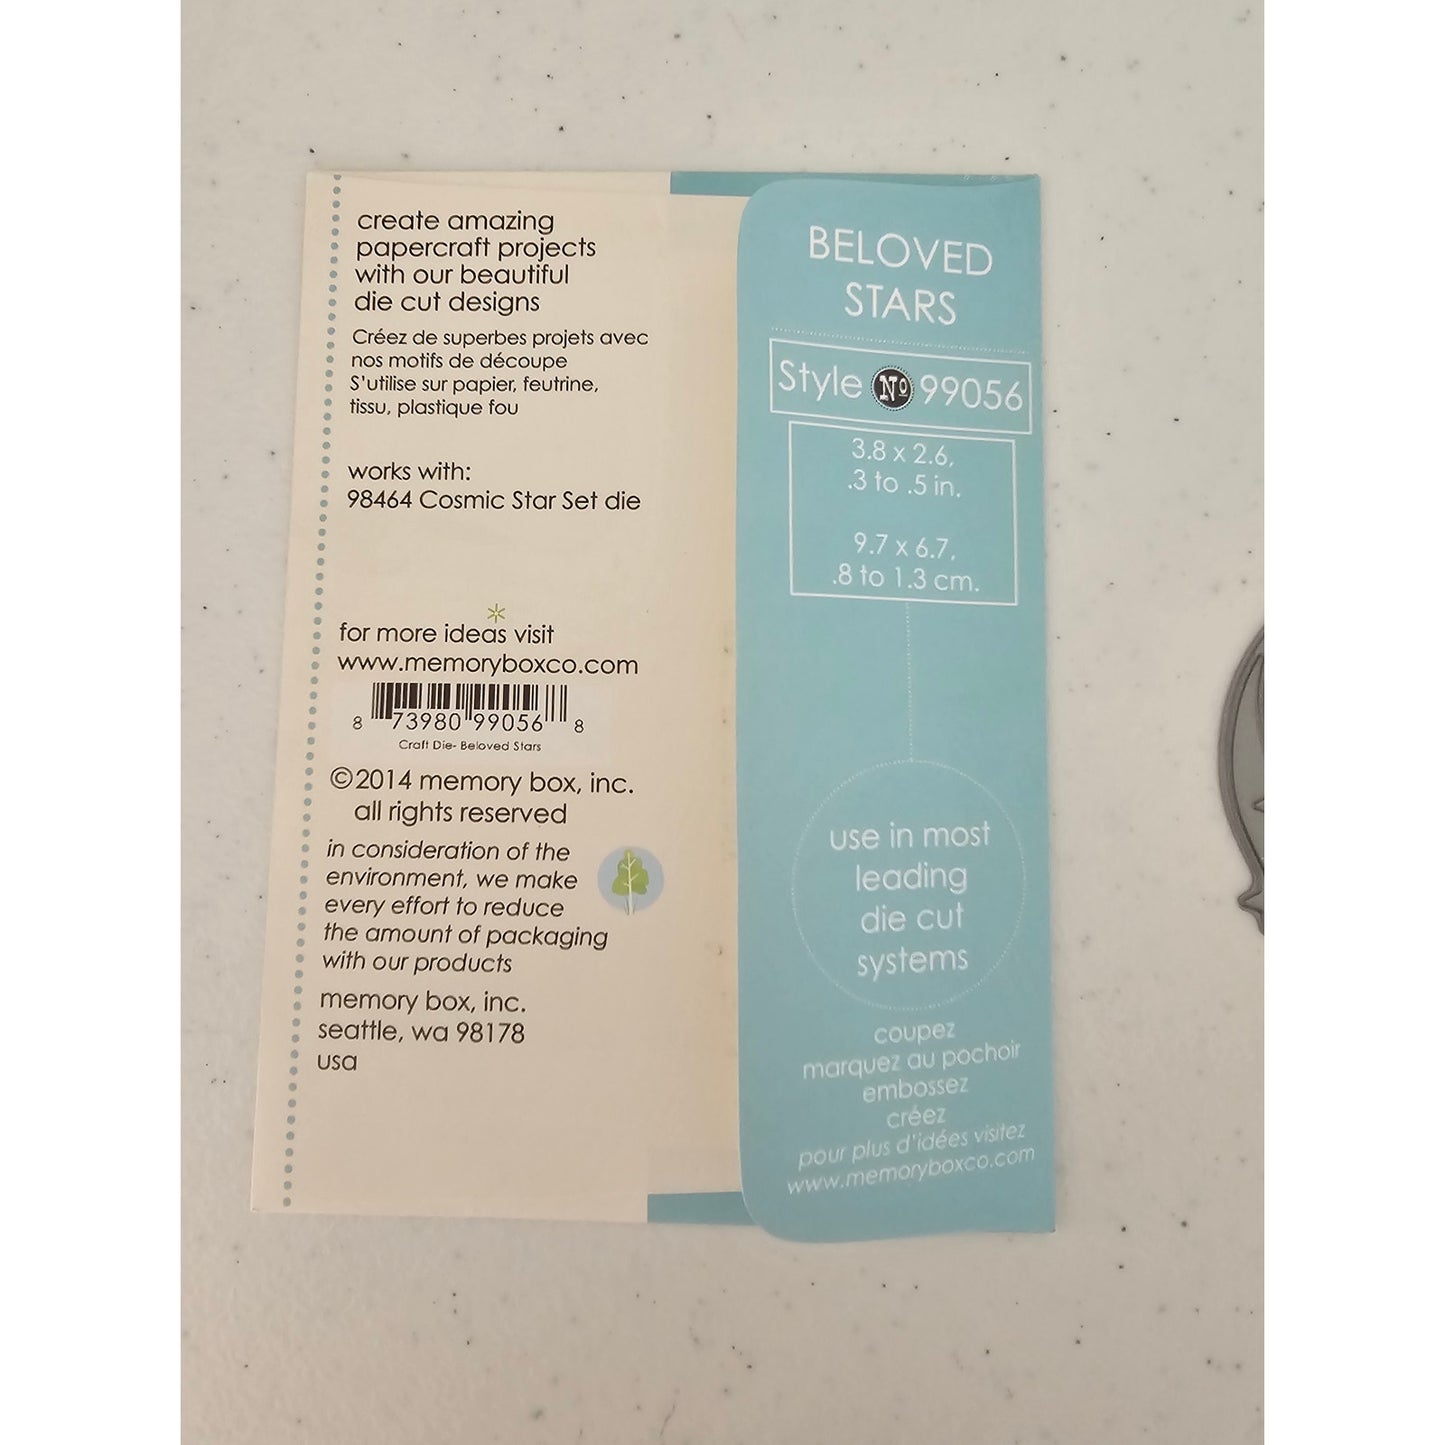 create amazing
papercraft projects
with our beautiful
die cut designs
Créez de superbes projets avec
nos motifs de découpe
S'utilise sur papier, feutrine,
tissu, plastique fou
works with:
98464 Cosmic Star Set die
for more ideas visit
www.memoryboxco.com
8 73980 99056 8
Craft Die- Beloved Stars
©2014 memory box, inc.
all rights reserved
in consideration of the
environment, we make
every effort to reduce
the amount of packaging
with our products
memory box, inc.
seattle, wa 98178
usa
BELOVED
STARS
Style No 99056
3.8 x 2.6,
.3 to .5 in.
9.7 x 6.7,
.8 to 1.3 cm.
use in most
leading
die cut
systems
coupez
marquez au pochoir
embossez
créez
pour plus d'idées visitez
www.memoryboxco.com